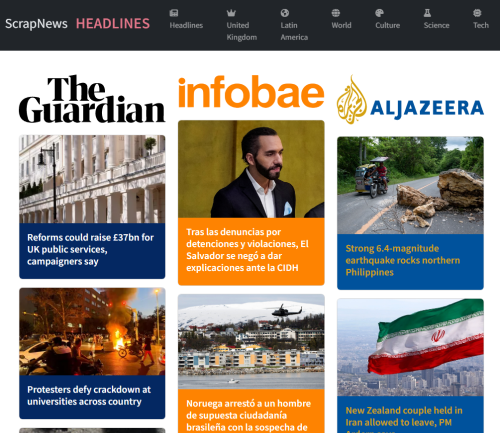 ScrapNews HEADLINES
Headlines
United
Kingdom
Latin
America
World
Culture
Science
Tech
The
Guardian
Reforms could raise £37bn for
UK public services,
campaigners say
Protesters defy crackdown at
universities across country
infobae
Tras las denuncias por
detenciones y violaciones, El
Salvador se negó a dar
explicaciones ante la CIDH
Noruega arrestó a un hombre
de supuesta ciudadanía
brasileña con la sospecha de
ALJAZEERA
Strong 6.4-magnitude
earthquake rocks northern
Philippines
New Zealand couple held in
Iran allowed to leave, PM